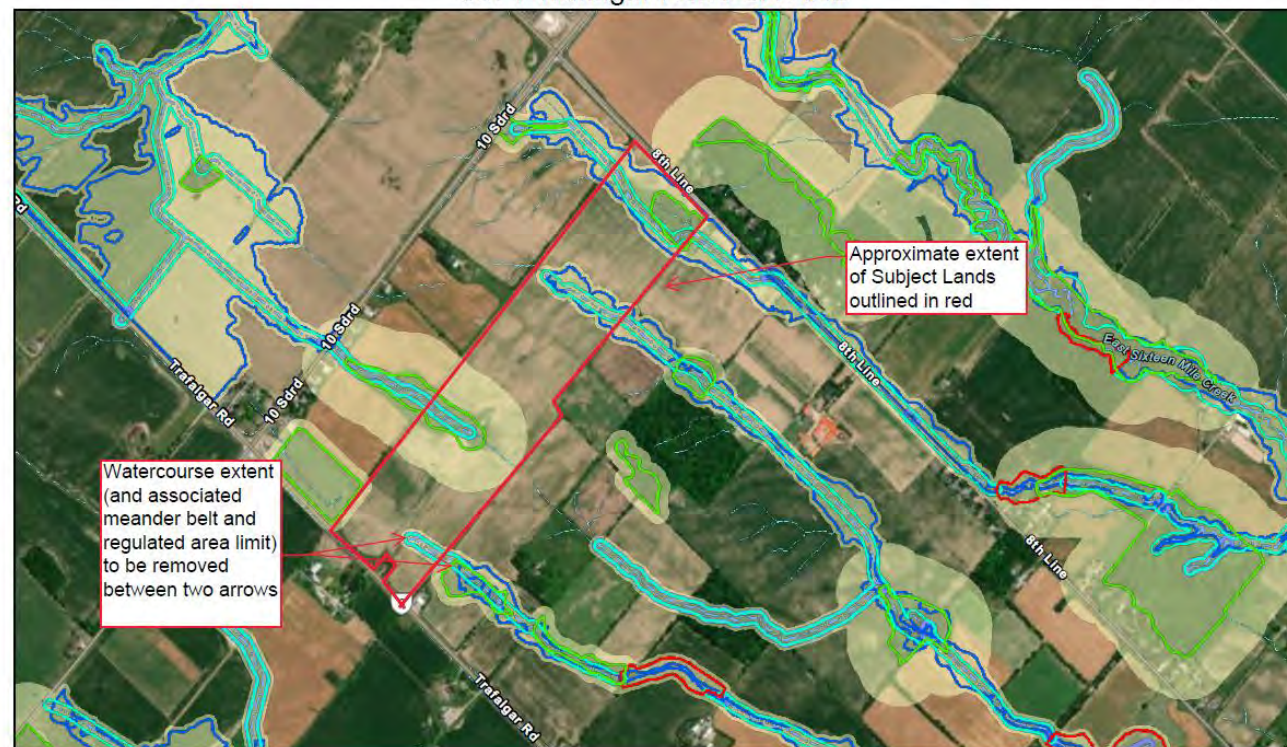 10 Sdrd
8th Line
Approximate extent
of Subject Lands
outlined in red
East Sixteen Mile Creek
10 Sdrd
8th Line
Rd
Trafalgar Rd
10 Sdrd
Watercourse extent
(and associated
meander belt and
regulated area limit)
to be removed
between two arrows
8th Line
Trafalgar Rd